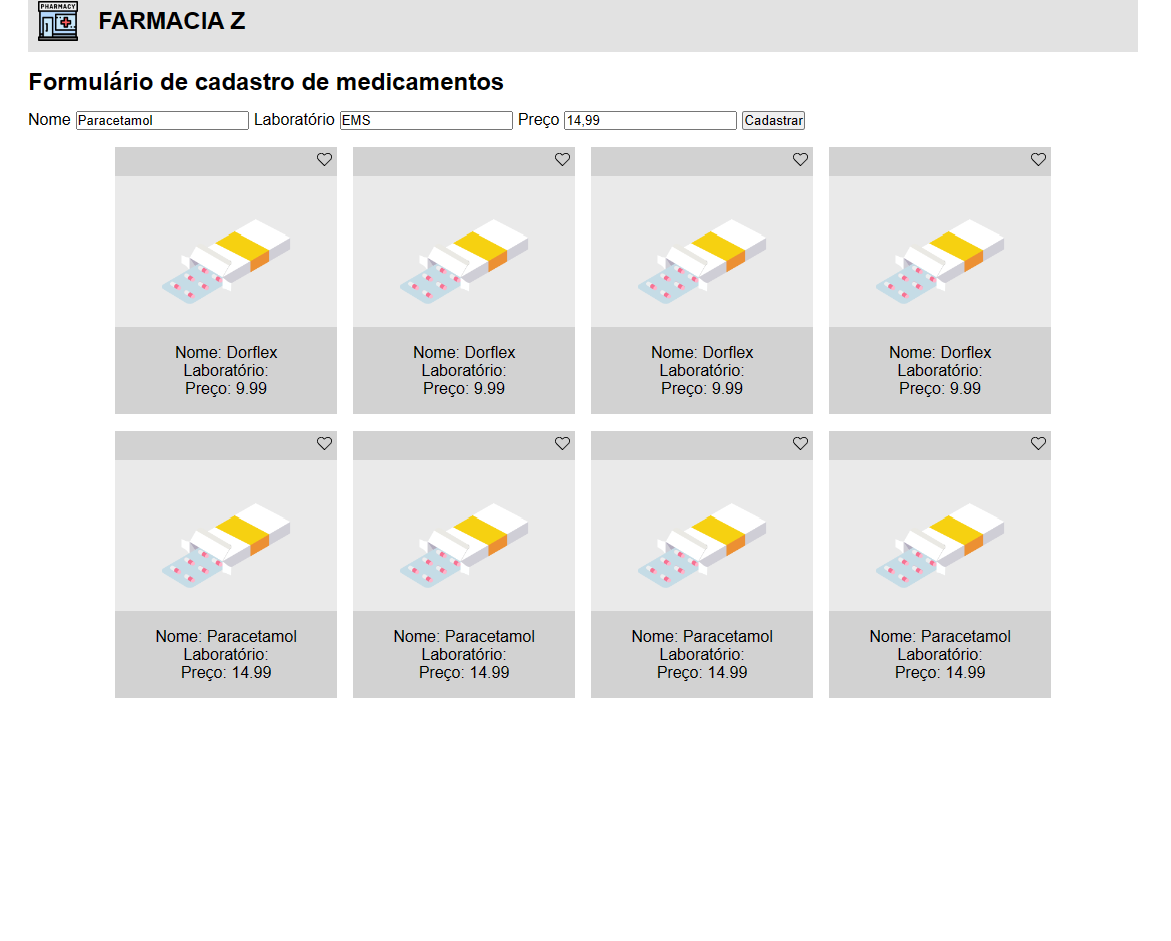 PHARMACY
FARMACIA Z
Formulário de cadastro de medicamentos
Nome Paracetamol Laboratório EMS Preço 14,99 Cadastrar
Nome: Dorflex
Laboratório:
Preço: 9.99
Nome: Dorflex
Laboratório:
Preço: 9.99
Nome: Dorflex
Laboratório:
Preço: 9.99
Nome: Dorflex
Laboratório:
Preço: 9.99
Nome: Paracetamol
Laboratório:
Preço: 14.99
Nome: Paracetamol
Laboratório:
Preço: 14.99
Nome: Paracetamol
Laboratório:
Preço: 14.99
Nome: Paracetamol
Laboratório:
Preço: 14.99